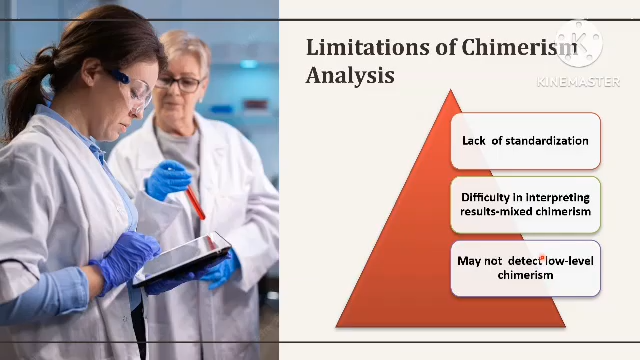 Limitations of Chimerism
Analysis
K
KINEMASTER
Lack of standardization
Difficulty in interpreting
results-mixed chimerism
May not detect low-level
chimerism